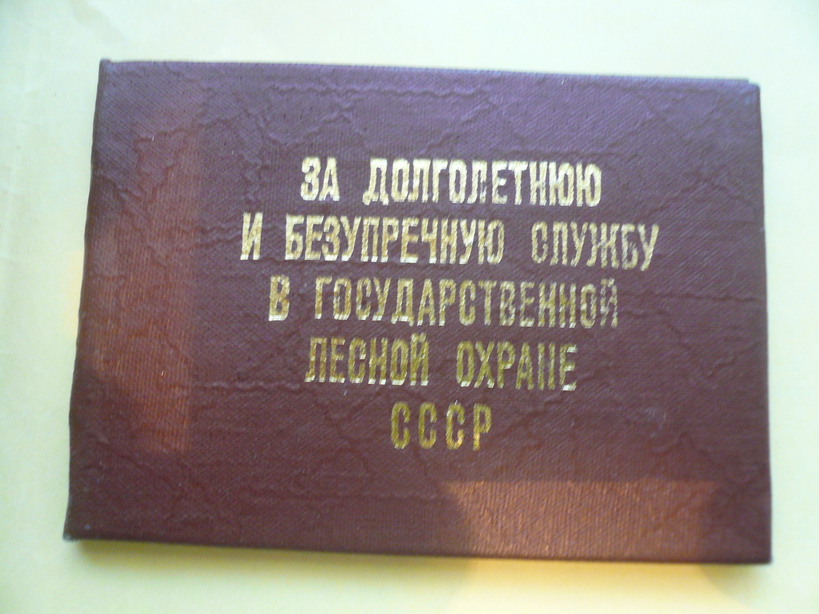 ЗА ДОЛГОЛЕТНЮЮ
И БЕЗУПРЕЧНУЮ СЛУЖБУ
В ГОСУДАРСТВЕННОЙ
ЛЕСНОЙ ОХРАНЕ
СССР